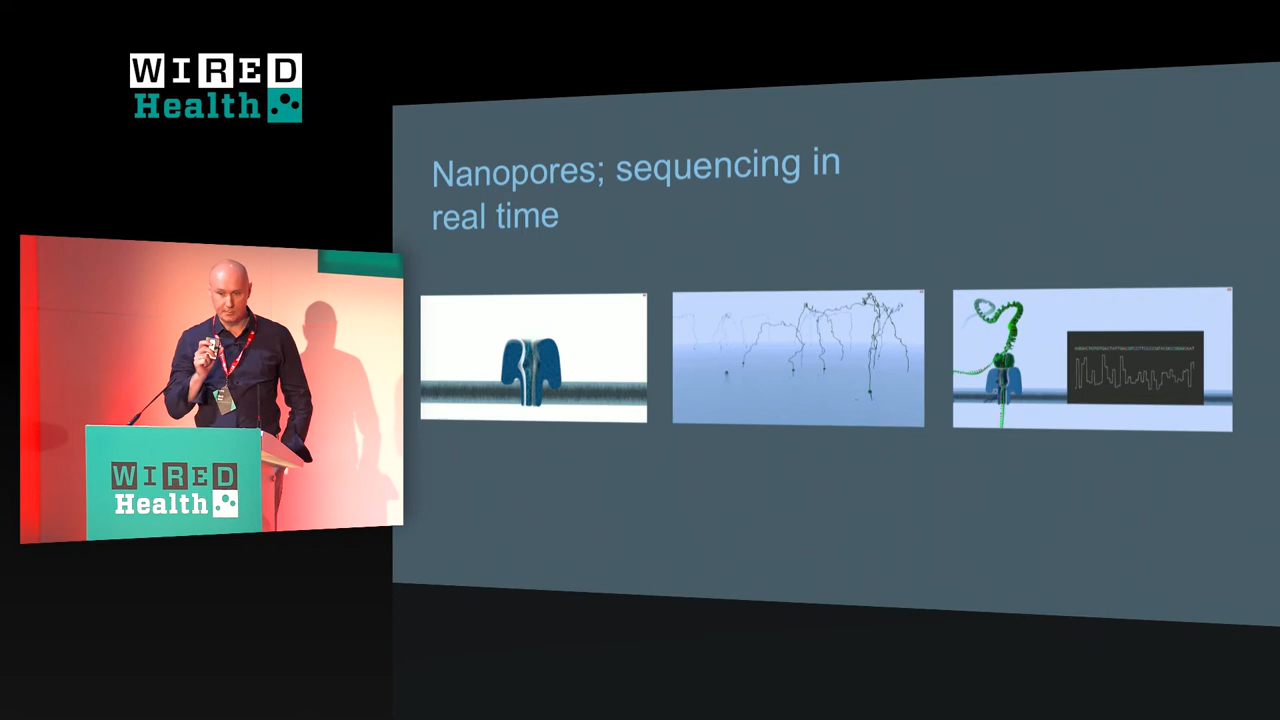 WIRED
Health
Nanopores; sequencing in
real time
WIRED
Health